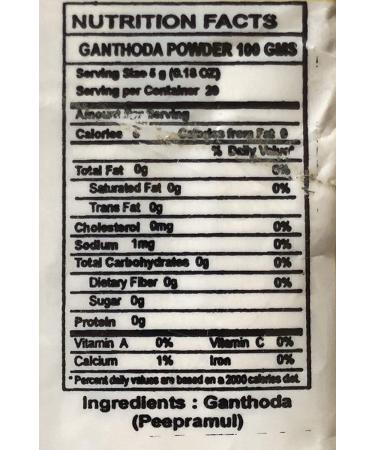 NUTRITION FACTS
GANTHODA POWDER 100 GMS
Serving Size 5 g (0.18 OZ)
Serving per Container 20
Amount Per Serving
Calories Calories from Fat 0
% Daily Value*
Total Fat 0g 0%
Saturated Fat 0g 0%
Trans Fat 0g
Cholesterol 0mg 0%
Sodium 1mg 0%
Total Carbohydrates 0g 0%
Dietary Fiber 0g 0%
Sugar 0g
Protein 0g
Vitamin A 0% Vitamin C 0%
Calcium 1% Iron 0%
* Percent daily values are based on a 2000 calories diet.
Ingredients : Ganthoda
(Peepramul)